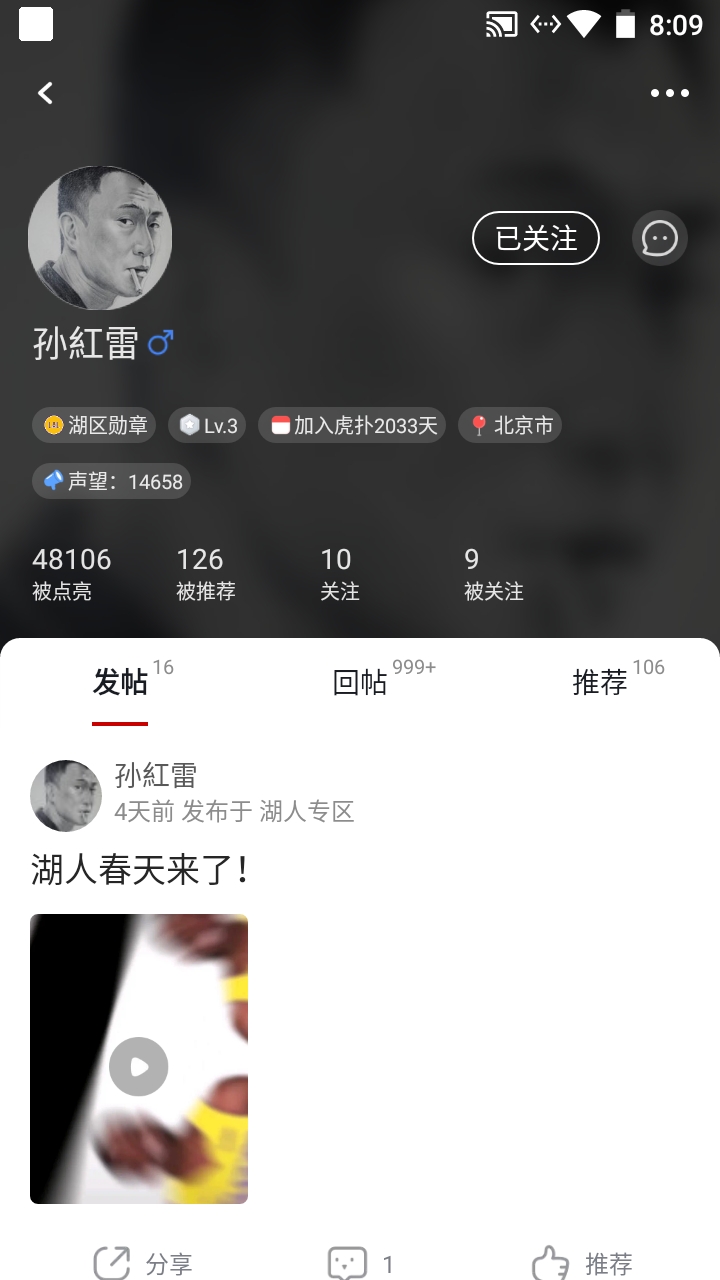 8:09
已关注
孙紅雷
湖区勋章 Lv.3 加入虎扑2033天 北京市
声望：14658
48106 126 10 9
被点亮 被推荐 关注 被关注
发帖 16 回帖 999+ 推荐 106
孙紅雷
4天前 发布于 湖人专区
湖人春天来了！
分享 1 推荐